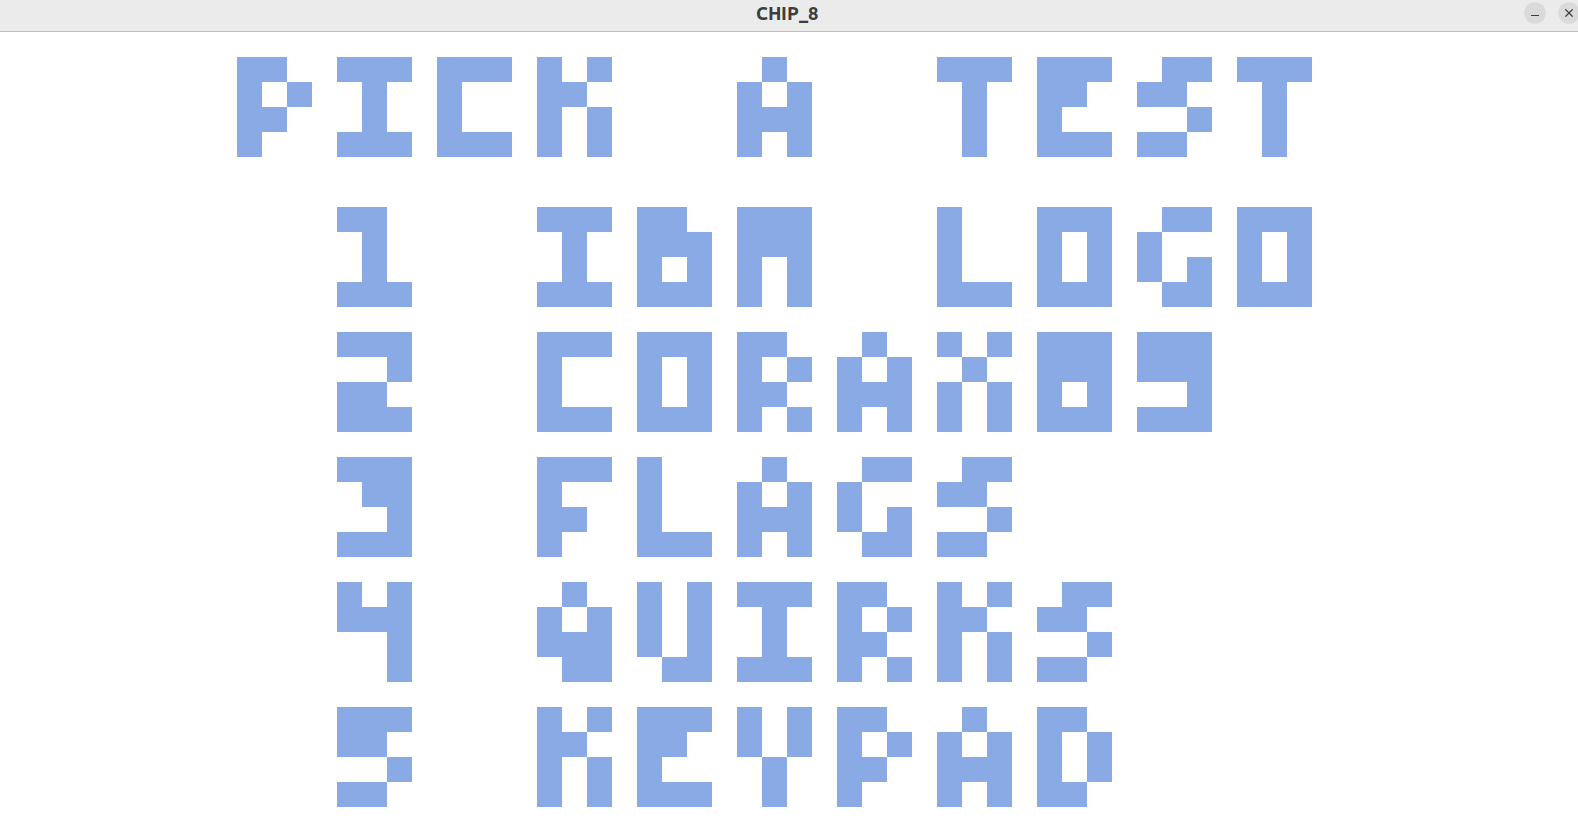 CHIP_8
PICK A TEST
1 IbM LOGO
2 CORAX89
3 FLAGS
4 QUIRKS
5 KEYPAD